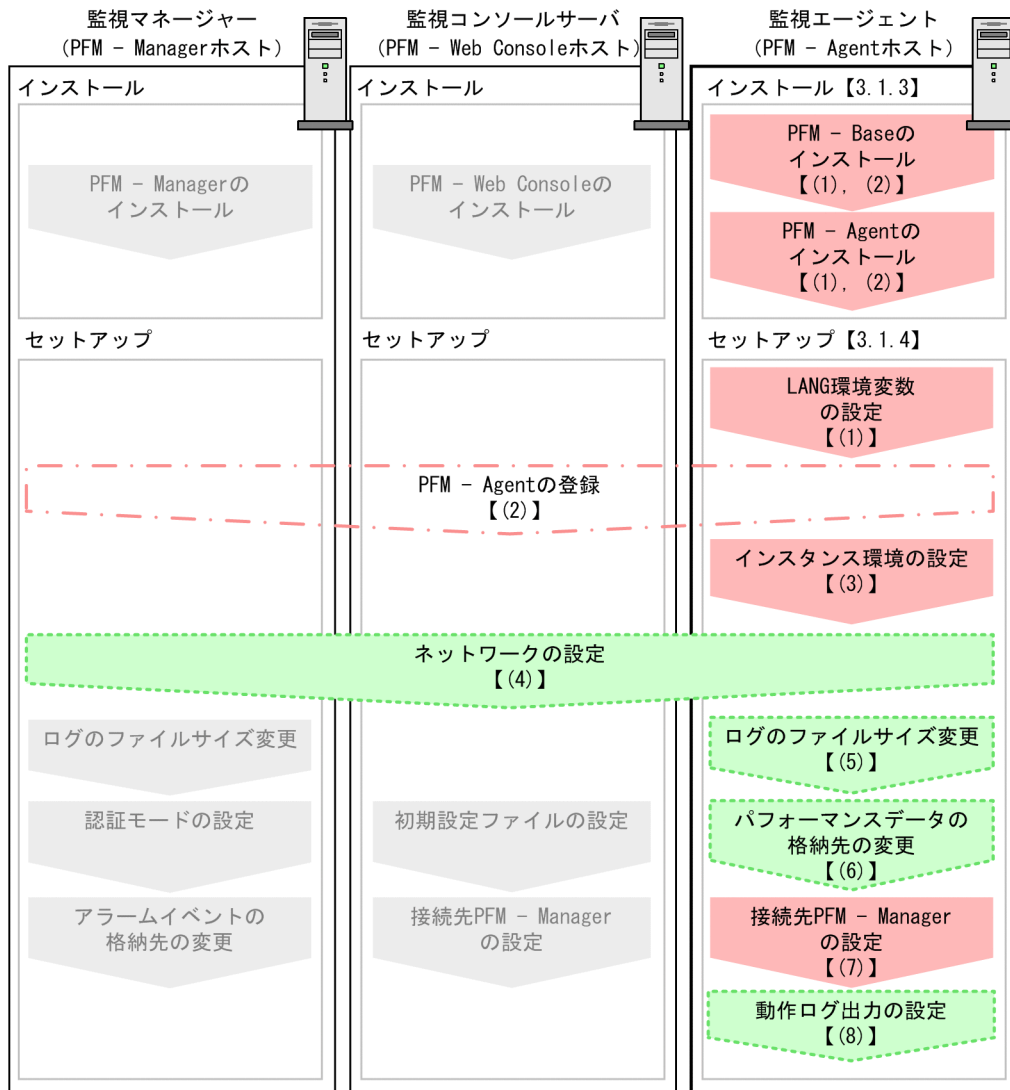 監視マネージャー
(PFM − Managerホスト)
監視コンソールサーバ
(PFM − Web Consoleホスト)
監視エージェント
(PFM − Agentホスト)
インストール
PFM − Managerの
インストール
インストール
PFM − Web Consoleの
インストール
インストール【3.1.3】
PFM − Baseの
インストール
【(1), (2)】
PFM − Agentの
インストール
【(1), (2)】
セットアップ
セットアップ
セットアップ【3.1.4】
LANG環境変数
の設定
【(1)】
PFM − Agentの登録
【(2)】
インスタンス環境の設定
【(3)】
ネットワークの設定
【(4)】
ログのファイルサイズ変更
ログのファイルサイズ変更
【(5)】
認証モードの設定
初期設定ファイルの設定
パフォーマンスデータの
格納先の変更
【(6)】
アラームイベントの
格納先の変更
接続先PFM − Manager
の設定
接続先PFM − Manager
の設定
【(7)】
動作ログ出力の設定
【(8)】